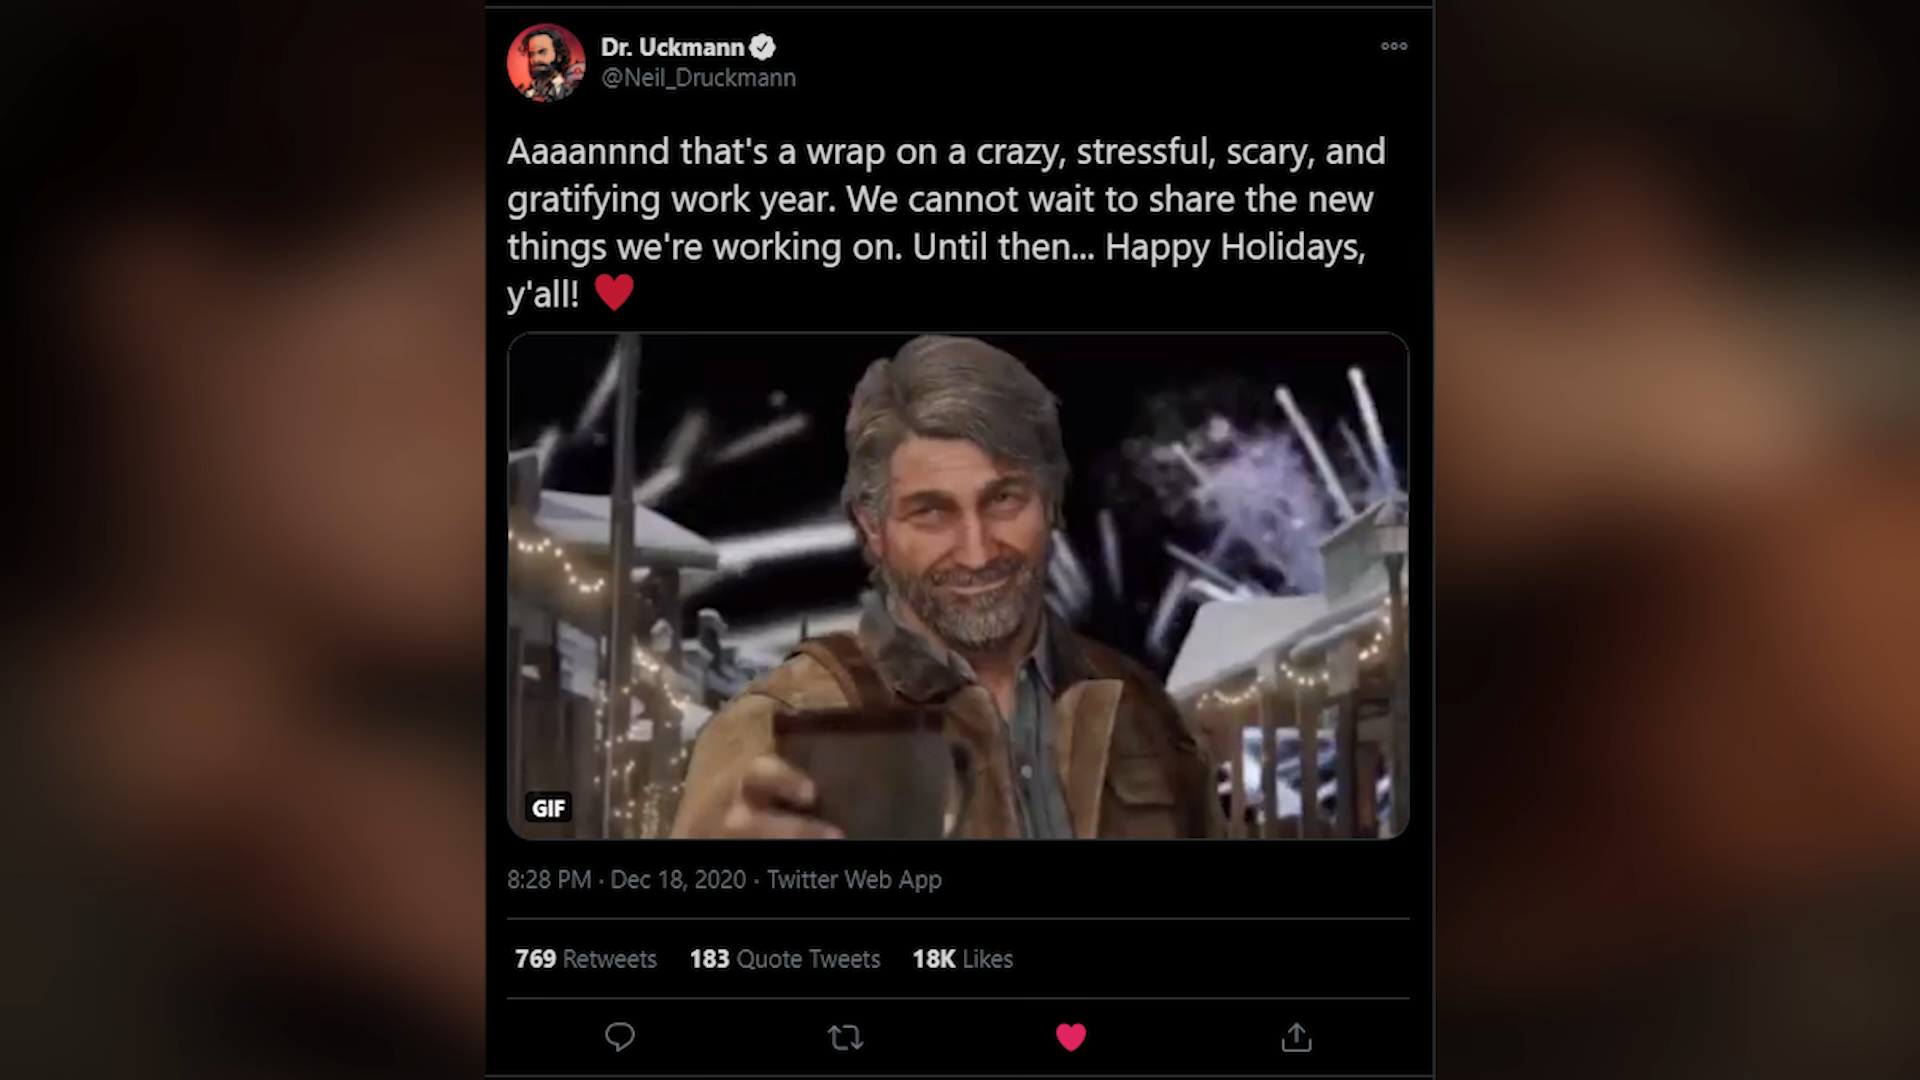 Dr. Uckmann
@Neil_Druckmann
Aaaannnd that's a wrap on a crazy, stressful, scary, and
gratifying work year. We cannot wait to share the new
things we're working on. Until then... Happy Holidays,
y'all! ❤
GIF
8:28 PM · Dec 18, 2020 · Twitter Web App
769 Retweets 183 Quote Tweets 18K Likes